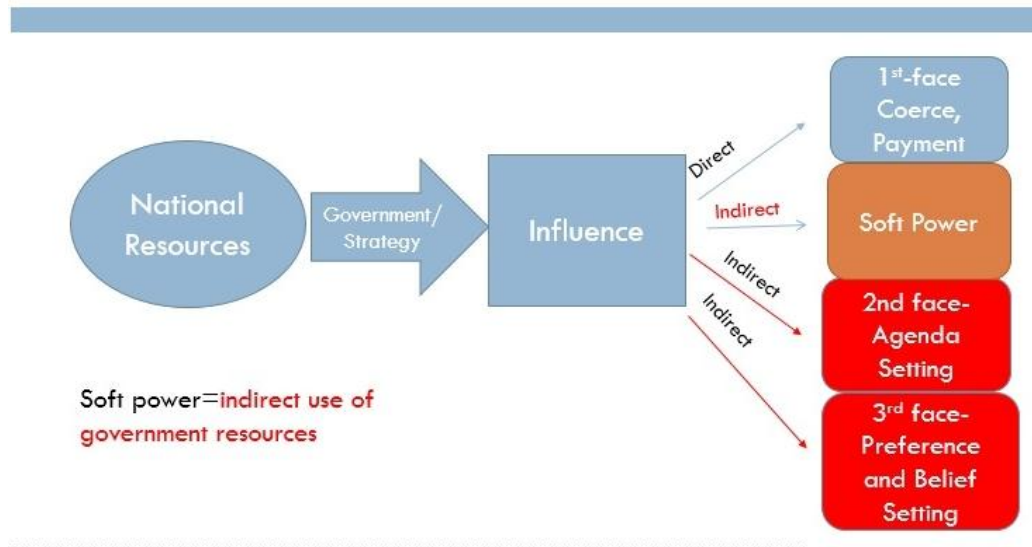 National
Resources
Government/
Strategy
Influence
Direct
Indirect
Indirect
Indirect
1st-face
Coerce,
Payment
Soft Power
2nd face-
Agenda
Setting
3rd face-
Preference
and Belief
Setting
Soft power=indirect use of
government resources